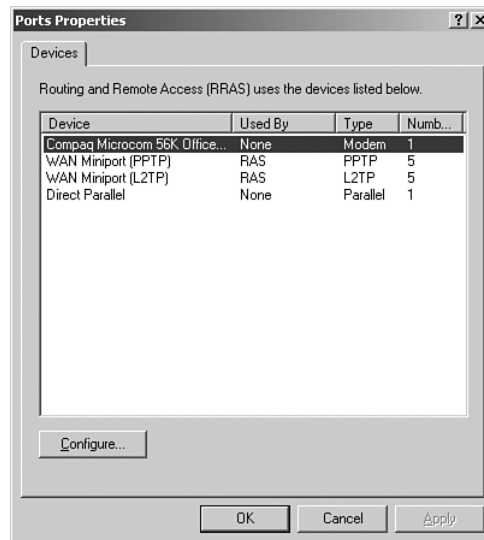 Ports Properties
Devices
Routing and Remote Access (RRAS) uses the devices listed below.
Device Used By Type Numb...
Compaq Microcom 56K Office... None Modem 1
WAN Miniport (PPTP) RAS PPTP 5
WAN Miniport (L2TP) RAS L2TP 5
Direct Parallel None Parallel 1
Configure...
OK Cancel Apply